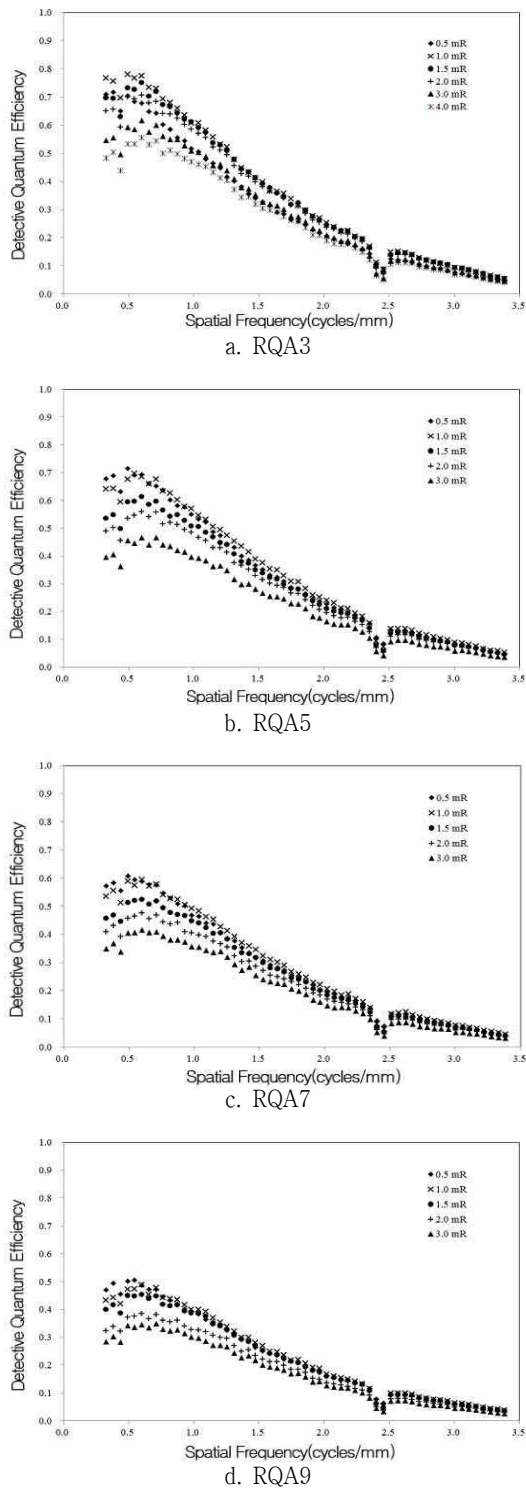 1.0
0.9
0.8
0.7
0.6
0.5
0.4
0.3
0.2
0.1
0.0
Detective Quantum Efficiency
0.5 mR
1.0 mR
1.5 mR
2.0 mR
3.0 mR
4.0 mR
0.0 0.5 1.0 1.5 2.0 2.5 3.0 3.5
Spatial Frequency(cycles/mm)
a. RQA3
1.0
0.9
0.8
0.7
0.6
0.5
0.4
0.3
0.2
0.1
0.0
Detective Quantum Efficiency
0.5 mR
1.0 mR
1.5 mR
2.0 mR
3.0 mR
0.0 0.5 1.0 1.5 2.0 2.5 3.0 3.5
Spatial Frequency(cycles/mm)
b. RQA5
1.0
0.9
0.8
0.7
0.6
0.5
0.4
0.3
0.2
0.1
0.0
Detective Quantum Efficiency
0.5 mR
1.0 mR
1.5 mR
2.0 mR
3.0 mR
0.0 0.5 1.0 1.5 2.0 2.5 3.0 3.5
Spatial Frequency(cycles/mm)
c. RQA7
1.0
0.9
0.8
0.7
0.6
0.5
0.4
0.3
0.2
0.1
0.0
Detective Quantum Efficiency
0.5 mR
1.0 mR
1.5 mR
2.0 mR
3.0 mR
0.0 0.5 1.0 1.5 2.0 2.5 3.0 3.5
Spatial Frequency(cycles/mm)
d. RQA9